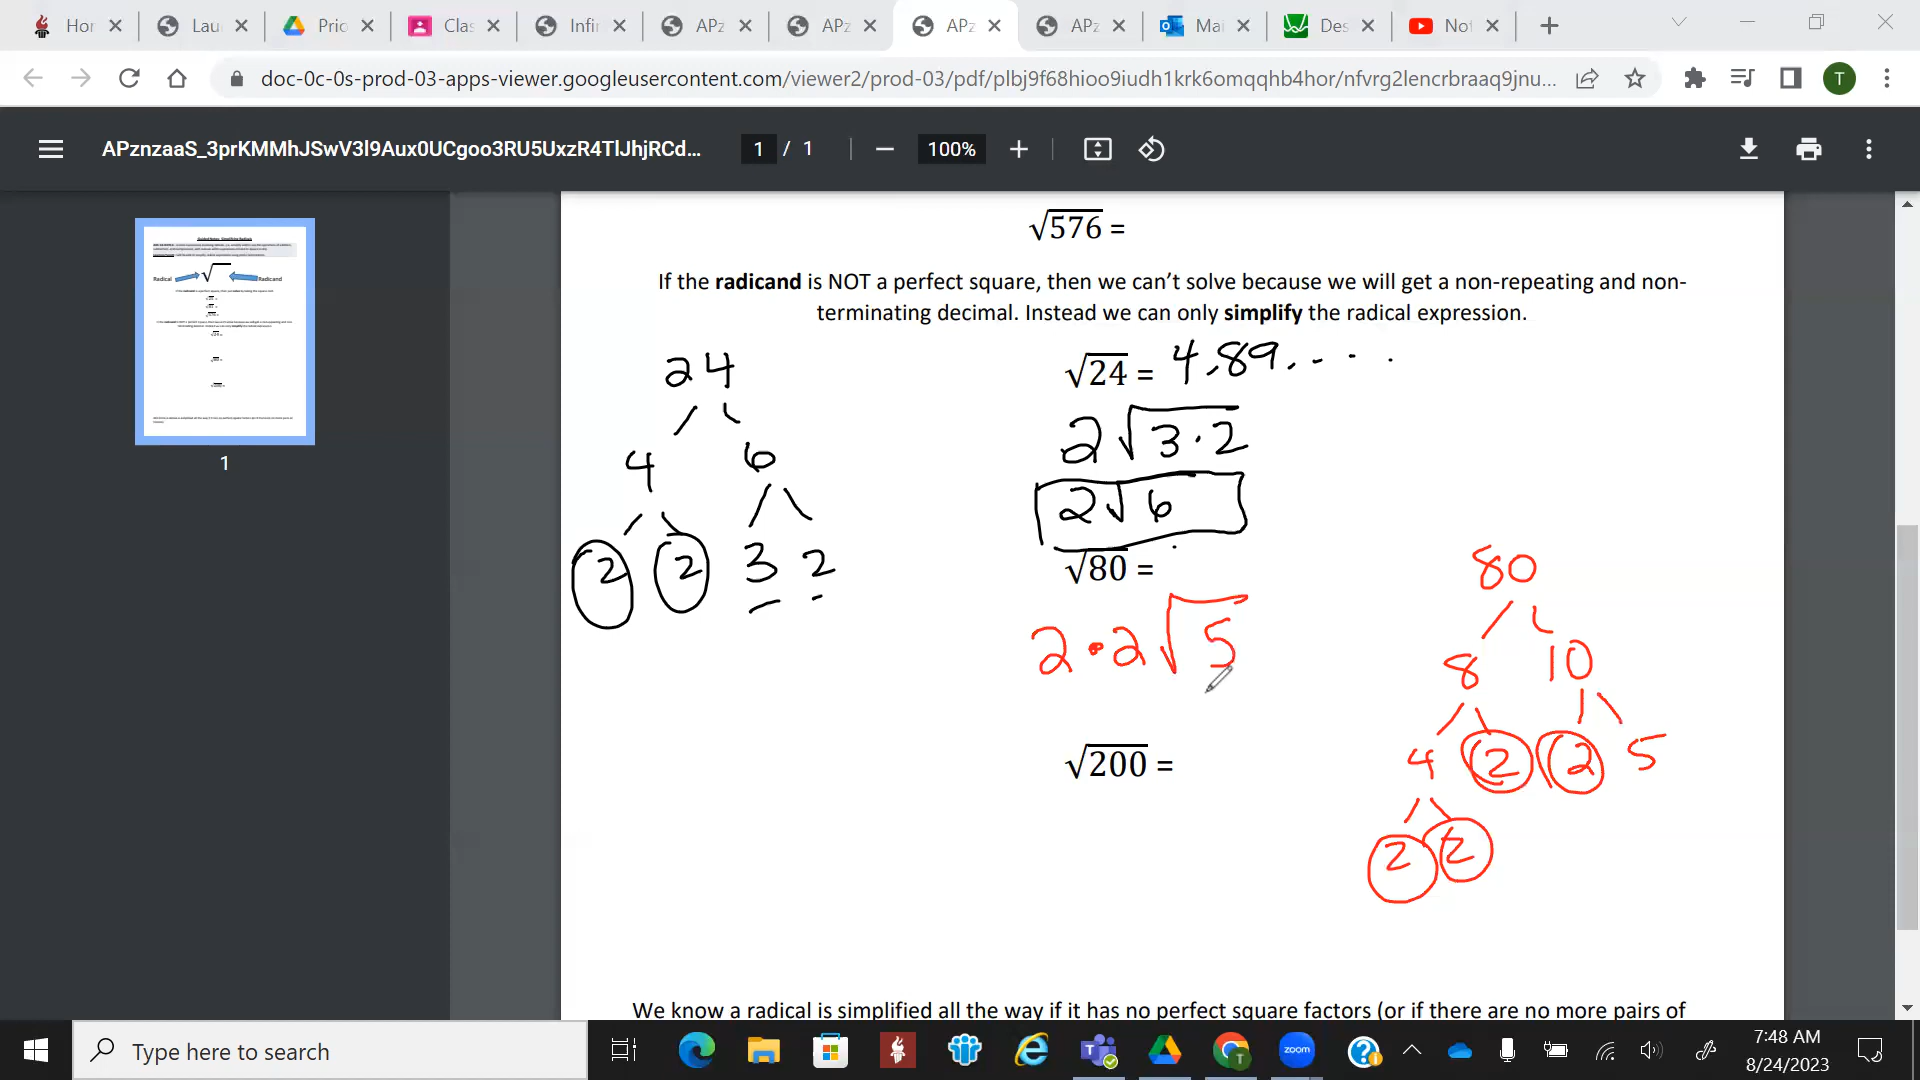 Hor
Lau
Prio
Clas
Infir
APz
APz
APz
APz
Mai
Des
Not
doc-0c-0s-prod-03-apps-viewer.googleusercontent.com/viewer2/prod-03/pdf/plbj9f68hioo9iudh1krk6omqqhb4hor/nfvrg2lencrbraaq9jnu...
T
APznzaaS_3prKMMhJSwV3l9Aux0UCgoo3RU5UxzR4TlJhjRCd...
1 / 1
100%
Radical
Radicand
1
√576 =
If the radicand is NOT a perfect square, then we can't solve because we will get a non-repeating and non-
terminating decimal. Instead we can only simplify the radical expression.
24
4 6
2 2 3 2
√24 = 4.89. . . .
2√3·2
2√6
√80 =
2·2√5
80
8 10
4 2 2 5
2 2
√200 =
We know a radical is simplified all the way if it has no perfect square factors (or if there are no more pairs of
Type here to search
zoom
7:48 AM
8/24/2023